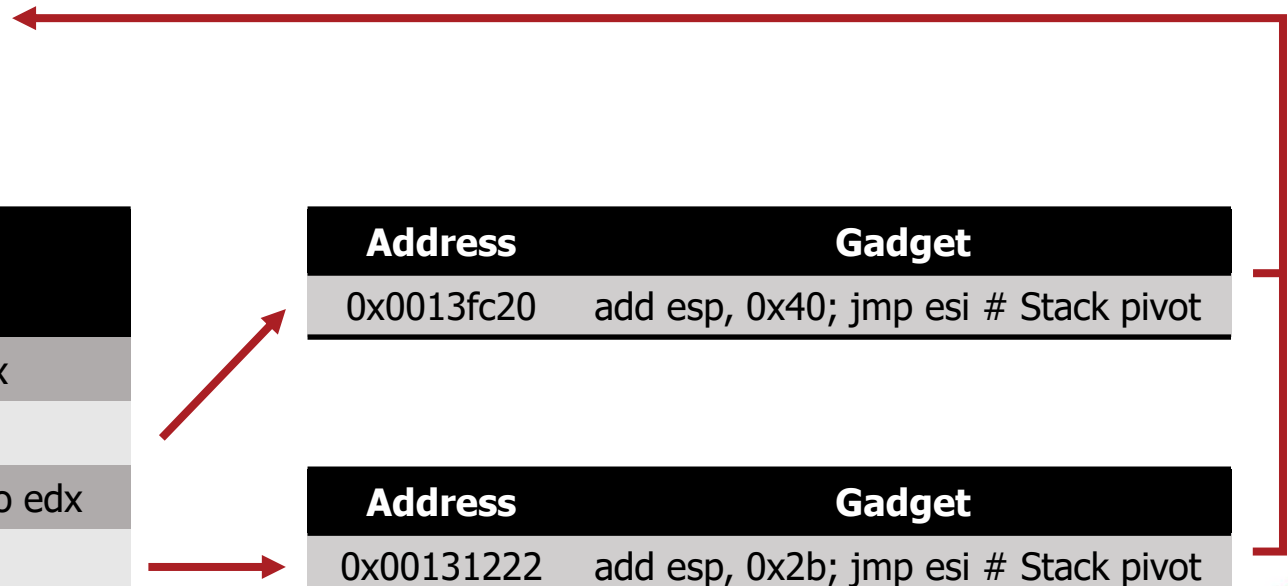 Address Gadget
0x0013fc20 add esp, 0x40; jmp esi # Stack pivot
edx
Address Gadget
0x00131222 add esp, 0x2b; jmp esi # Stack pivot